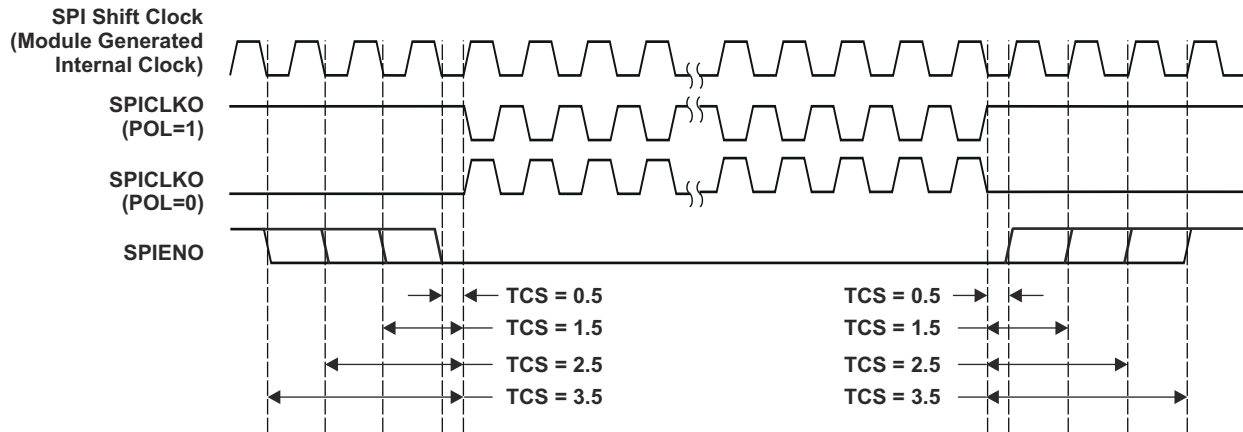 SPI Shift Clock
(Module Generated
Internal Clock)
SPICLKO
(POL=1)
SPICLKO
(POL=0)
SPIENO
TCS = 0.5
TCS = 0.5
TCS = 1.5
TCS = 1.5
TCS = 2.5
TCS = 2.5
TCS = 3.5
TCS = 3.5